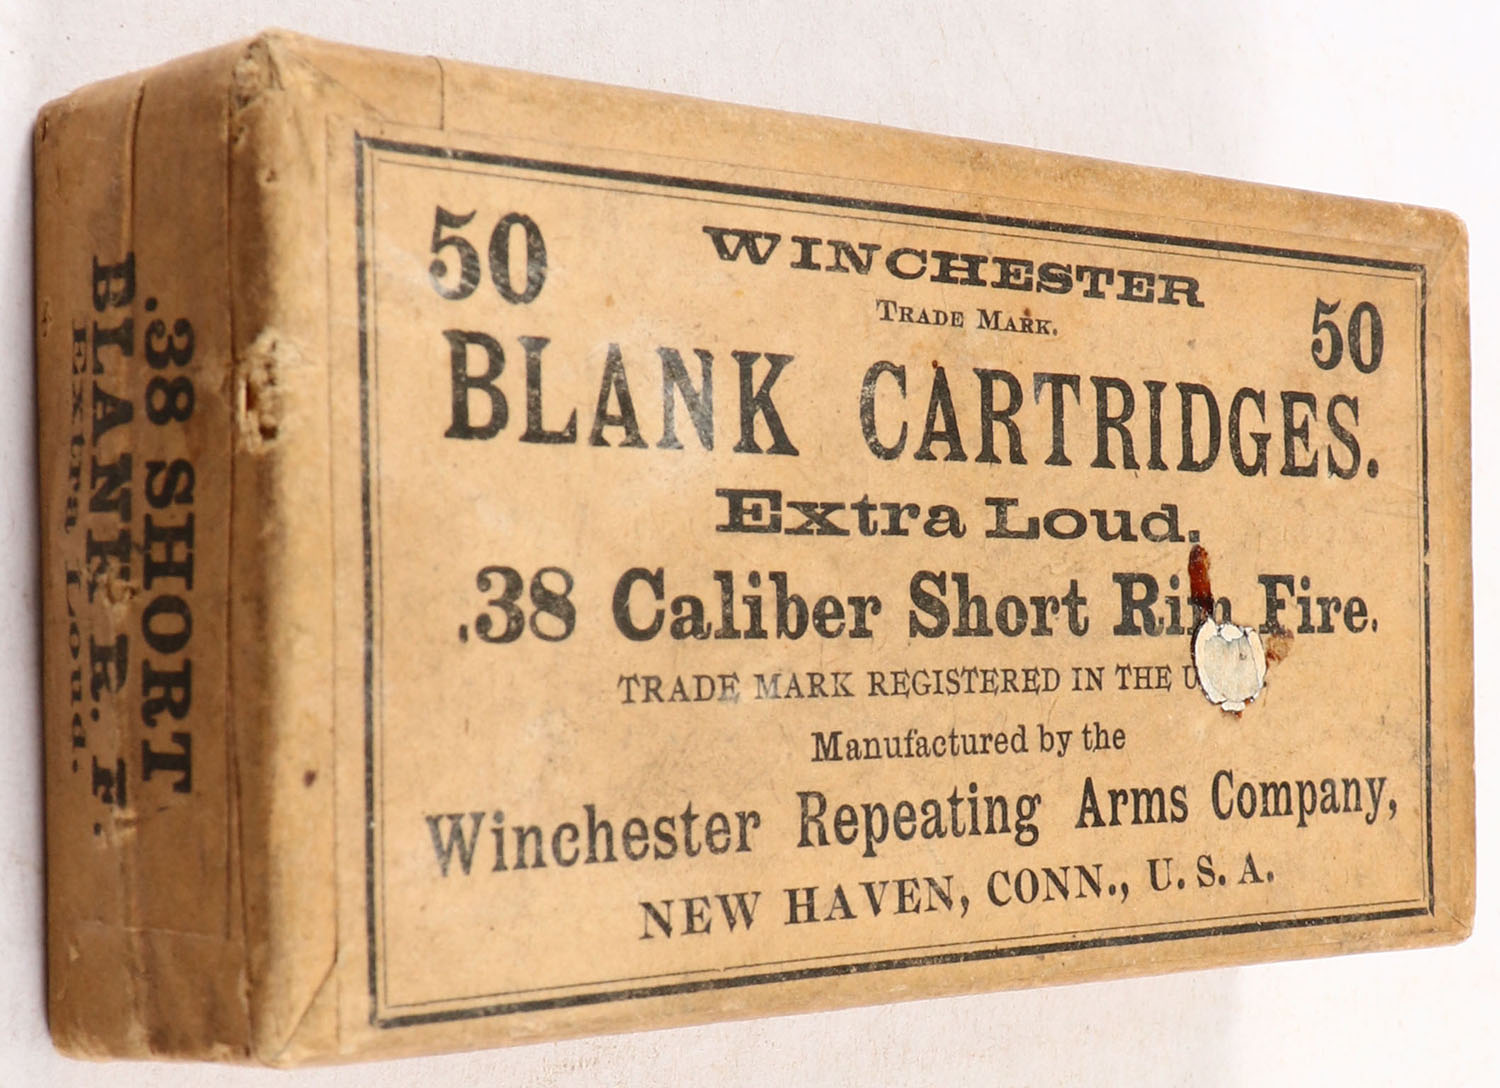 50 WINCHESTER 50
TRADE MARK.
BLANK CARTRIDGES.
Extra Loud.
.38 Caliber Short Rim Fire.
TRADE MARK REGISTERED IN THE
Manufactured by the
Winchester Repeating Arms Company,
NEW HAVEN, CONN., U. S. A.
.38 SHORT
BLANK R. F.
Extra Loud.